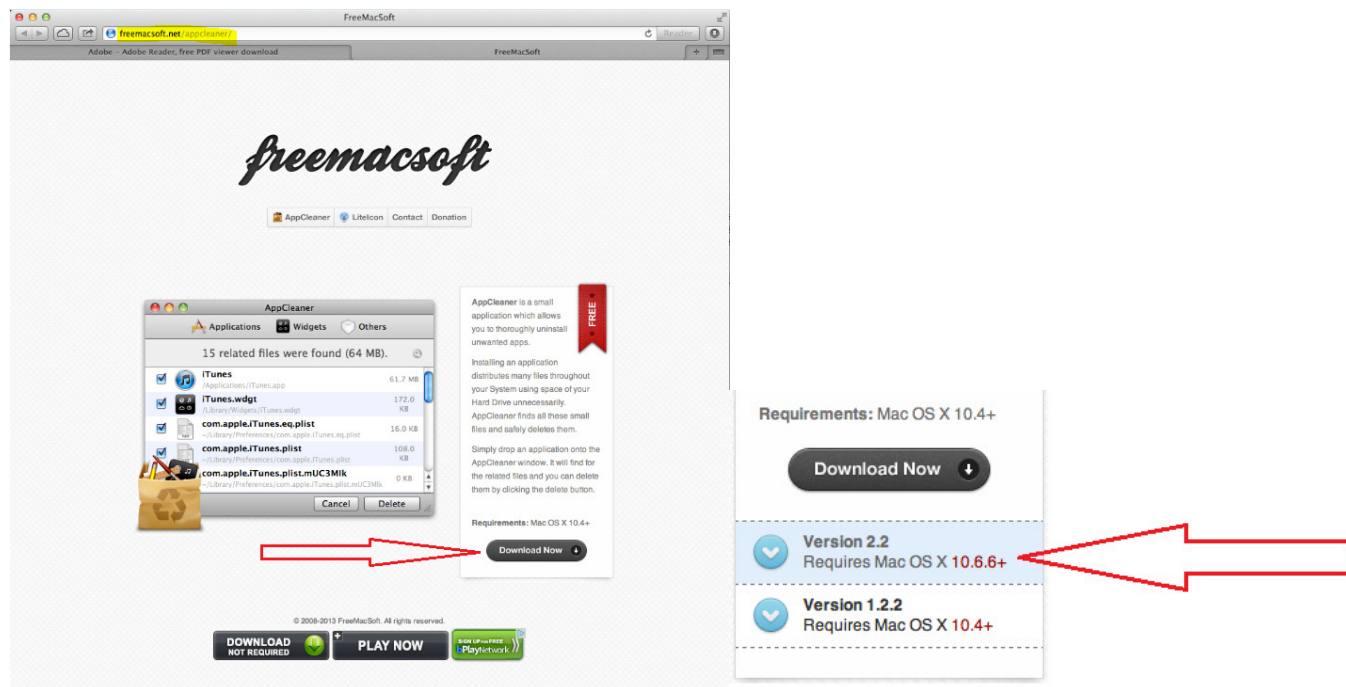 FreeMacSoft
freemacsoft.net/appcleaner/
Reader
Adobe - Adobe Reader, free PDF viewer download
FreeMacSoft
freemacsoft
AppCleaner
LiteIcon
Contact
Donation
AppCleaner
Applications
Widgets
Others
15 related files were found (64 MB).
iTunes
61.7 MB
/Applications/iTunes.app
iTunes.wdgt
172.0
KB
/Library/Widgets/iTunes.wdgt
com.apple.iTunes.eq.plist
16.0 KB
~/Library/Preferences/com.apple.iTunes.eq.plist
com.apple.iTunes.plist
108.0
KB
~/Library/Preferences/com.apple.iTunes.plist
com.apple.iTunes.plist.mUC3MIk
0 KB
~/Library/Preferences/com.apple.iTunes.plist.mUC3MIk
Cancel
Delete
AppCleaner is a small
application which allows
you to thoroughly uninstall
unwanted apps.
FREE
Installing an application
distributes many files throughout
your System using space of your
Hard Drive unnecessarily.
AppCleaner finds all these small
files and safely deletes them.
Simply drop an application onto the
AppCleaner window. It will find for
the related files and you can delete
them by clicking the delete button.
Requirements: Mac OS X 10.4+
Download Now
© 2008-2013 FreeMacSoft. All rights reserved.
DOWNLOAD
NOT REQUIRED
PLAY NOW
SIGN UP FOR FREE
bPlayNetwork
Requirements: Mac OS X 10.4+
Download Now
Version 2.2
Requires Mac OS X 10.6.6+
Version 1.2.2
Requires Mac OS X 10.4+